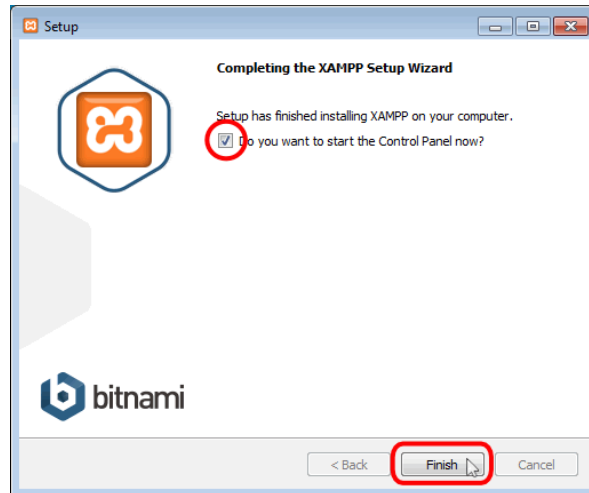 Setup
Completing the XAMPP Setup Wizard
Setup has finished installing XAMPP on your computer.
Do you want to start the Control Panel now?
bitnami
< Back
Finish
Cancel